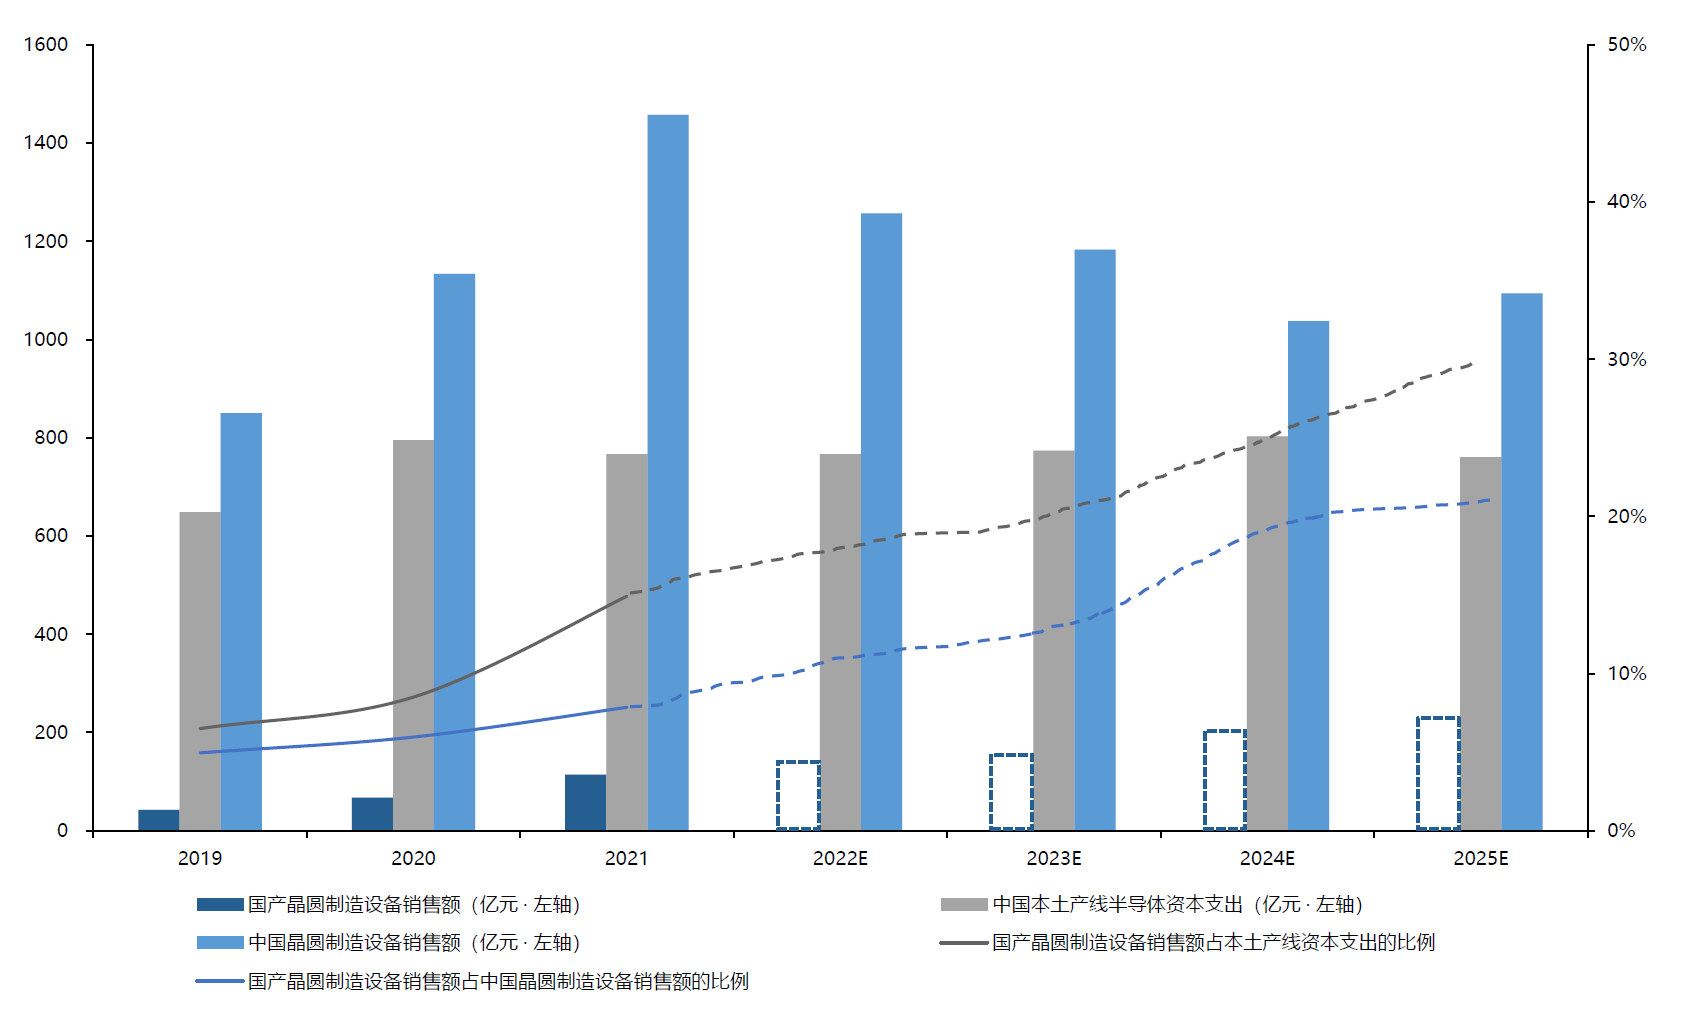 1600
1400
1200
1000
800
600
400
200
0
50%
40%
30%
20%
10%
0%
2019
2020
2021
2022E
2023E
2024E
2025E
国产晶圆制造设备销售额（亿元 · 左轴）
中国本土产线半导体资本支出（亿元 · 左轴）
中国晶圆制造设备销售额（亿元 · 左轴）
国产晶圆制造设备销售额占本土产线资本支出的比例
国产晶圆制造设备销售额占中国晶圆制造设备销售额的比例